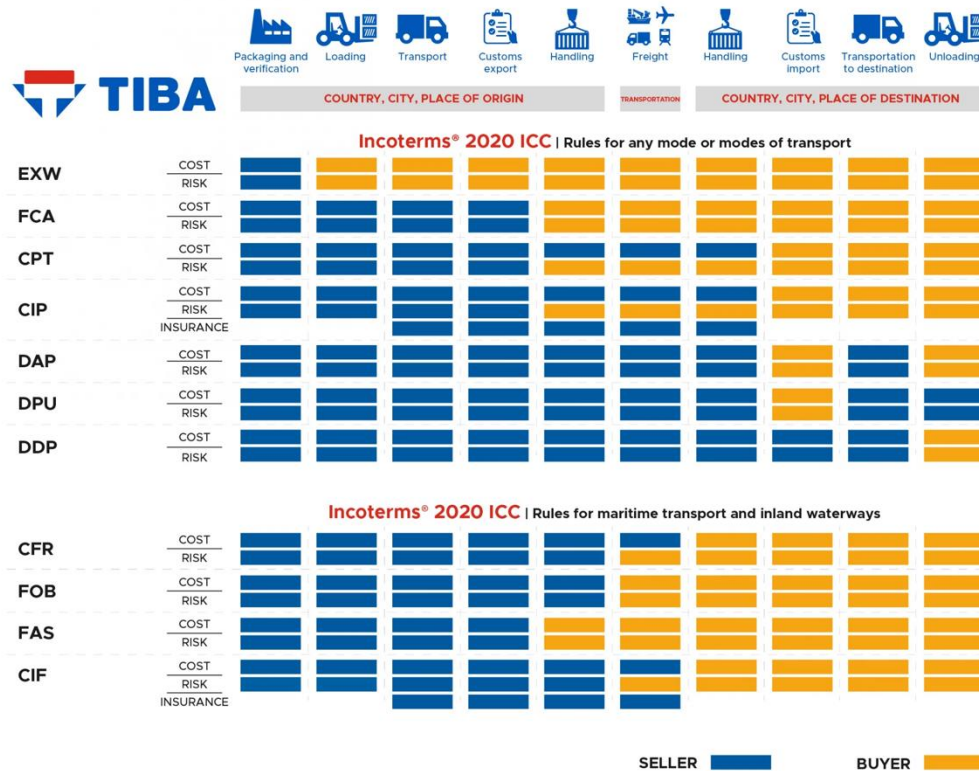 Packaging and verification
Loading
Transport
Customs export
Handling
Freight
Handling
Customs import
Transportation to destination
Unloading
TIBA
COUNTRY, CITY, PLACE OF ORIGIN
TRANSPORTATION
COUNTRY, CITY, PLACE OF DESTINATION
Incoterms® 2020 ICC | Rules for any mode or modes of transport
EXW
COST
RISK
FCA
COST
RISK
CPT
COST
RISK
CIP
COST
RISK
INSURANCE
DAP
COST
RISK
DPU
COST
RISK
DDP
COST
RISK
Incoterms® 2020 ICC | Rules for maritime transport and inland waterways
CFR
COST
RISK
FOB
COST
RISK
FAS
COST
RISK
CIF
COST
RISK
INSURANCE
SELLER
BUYER